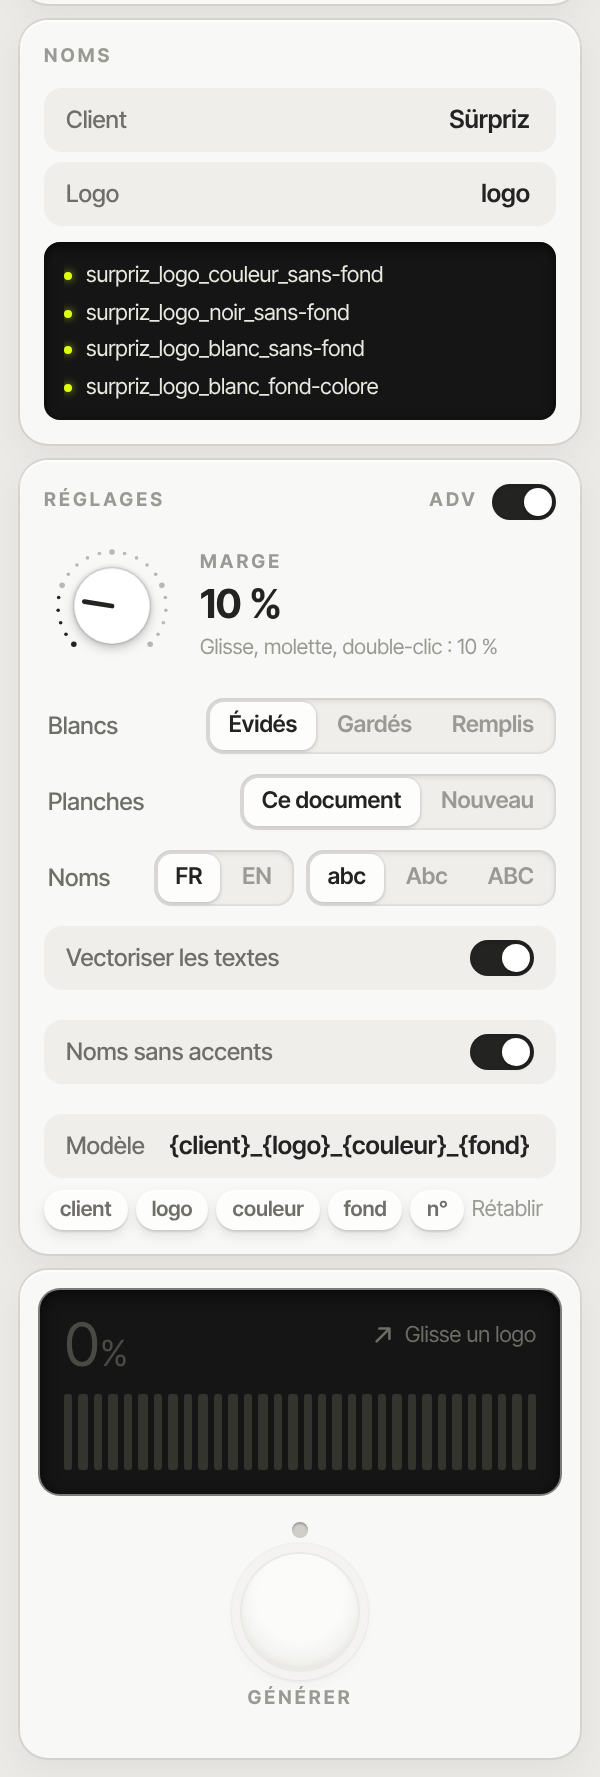 NOMS
Client Sürpriz
Logo logo
surpriz_logo_couleur_sans-fond
surpriz_logo_noir_sans-fond
surpriz_logo_blanc_sans-fond
surpriz_logo_blanc_fond-colore
RÉGLAGES ADV
MARGE
10 %
Glisse, molette, double-clic : 10 %
Blancs Évidés Gardés Remplis
Planches Ce document Nouveau
Noms FR EN abc Abc ABC
Vectoriser les textes
Noms sans accents
Modèle {client}_{logo}_{couleur}_{fond}
client logo couleur fond n° Rétablir
0% Glisse un logo
GÉNÉRER